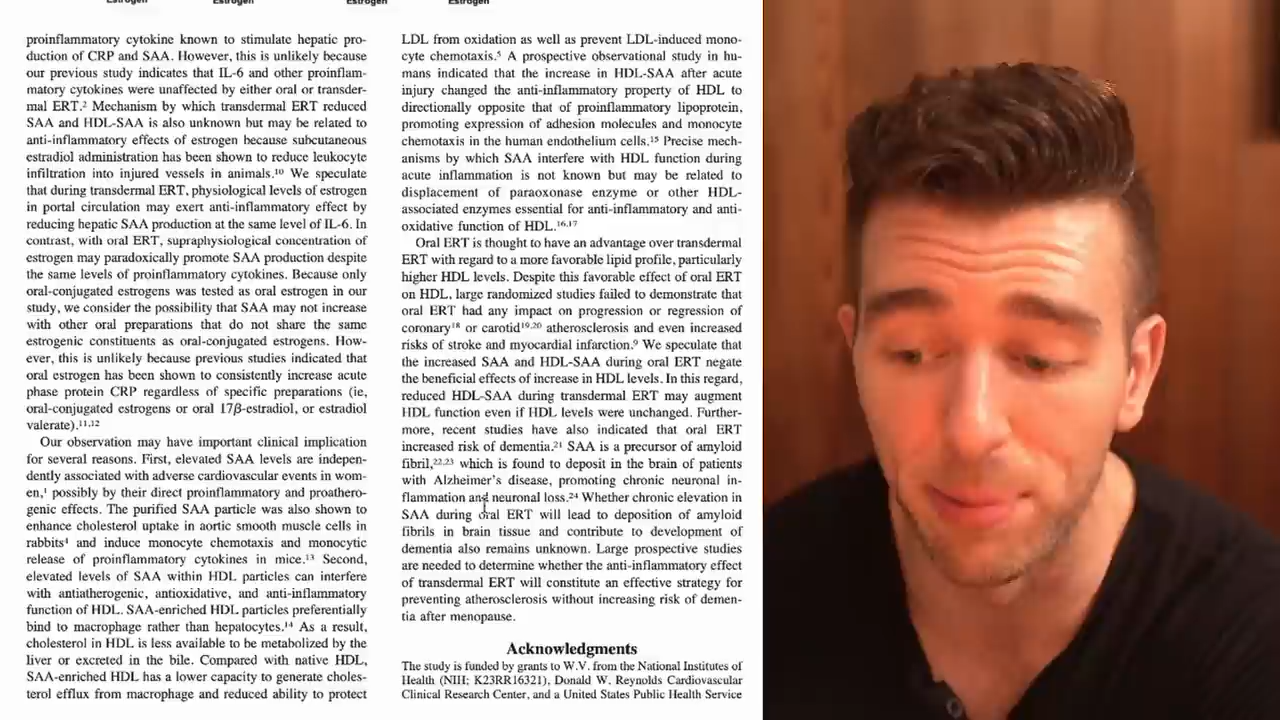 Estrogen Estrogen Estrogen Estrogen
proinflammatory cytokine known to stimulate hepatic pro-
duction of CRP and SAA. However, this is unlikely because
our previous study indicates that IL-6 and other proinflam-
matory cytokines were unaffected by either oral or transder-
mal ERT.² Mechanism by which transdermal ERT reduced
SAA and HDL-SAA is also unknown but may be related to
anti-inflammatory effects of estrogen because subcutaneous
estradiol administration has been shown to reduce leukocyte
infiltration into injured vessels in animals.¹⁰ We speculate
that during transdermal ERT, physiological levels of estrogen
in portal circulation may exert anti-inflammatory effect by
reducing hepatic SAA production at the same level of IL-6. In
contrast, with oral ERT, supraphysiological concentration of
estrogen may paradoxically promote SAA production despite
the same levels of proinflammatory cytokines. Because only
oral-conjugated estrogens was tested as oral estrogen in our
study, we consider the possibility that SAA may not increase
with other oral preparations that do not share the same
estrogenic constituents as oral-conjugated estrogens. How-
ever, this is unlikely because previous studies indicated that
oral estrogen has been shown to consistently increase acute
phase protein CRP regardless of specific preparations (ie,
oral-conjugated estrogens or oral 17β-estradiol, or estradiol
valerate).¹¹,¹²
Our observation may have important clinical implication
for several reasons. First, elevated SAA levels are indepen-
dently associated with adverse cardiovascular events in wom-
en,¹ possibly by their direct proinflammatory and proathero-
genic effects. The purified SAA particle was also shown to
enhance cholesterol uptake in aortic smooth muscle cells in
rabbits⁴ and induce monocyte chemotaxis and monocytic
release of proinflammatory cytokines in mice.¹³ Second,
elevated levels of SAA within HDL particles can interfere
with antiatherogenic, antioxidative, and anti-inflammatory
function of HDL. SAA-enriched HDL particles preferentially
bind to macrophage rather than hepatocytes.¹⁴ As a result,
cholesterol in HDL is less available to be metabolized by the
liver or excreted in the bile. Compared with native HDL,
SAA-enriched HDL has a lower capacity to generate choles-
terol efflux from macrophage and reduced ability to protect
LDL from oxidation as well as prevent LDL-induced mono-
cyte chemotaxis.⁵ A prospective observational study in hu-
mans indicated that the increase in HDL-SAA after acute
injury changed the anti-inflammatory property of HDL to
directionally opposite that of proinflammatory lipoprotein,
promoting expression of adhesion molecules and monocyte
chemotaxis in the human endothelium cells.¹⁵ Precise mech-
anisms by which SAA interfere with HDL function during
acute inflammation is not known but may be related to
displacement of paraoxonase enzyme or other HDL-
associated enzymes essential for anti-inflammatory and anti-
oxidative function of HDL.¹⁶,¹⁷
Oral ERT is thought to have an advantage over transdermal
ERT with regard to a more favorable lipid profile, particularly
higher HDL levels. Despite this favorable effect of oral ERT
on HDL, large randomized studies failed to demonstrate that
oral ERT had any impact on progression or regression of
coronary¹⁸ or carotid¹⁹,²⁰ atherosclerosis and even increased
risks of stroke and myocardial infarction.⁹ We speculate that
the increased SAA and HDL-SAA during oral ERT negate
the beneficial effects of increase in HDL levels. In this regard,
reduced HDL-SAA during transdermal ERT may augment
HDL function even if HDL levels were unchanged. Further-
more, recent studies have also indicated that oral ERT
increased risk of dementia.²¹ SAA is a precursor of amyloid
fibril,²²,²³ which is found to deposit in the brain of patients
with Alzheimer's disease, promoting chronic neuronal in-
flammation and neuronal loss.²⁴ Whether chronic elevation in
SAA during oral ERT will lead to deposition of amyloid
fibrils in brain tissue and contribute to development of
dementia also remains unknown. Large prospective studies
are needed to determine whether the anti-inflammatory effect
of transdermal ERT will constitute an effective strategy for
preventing atherosclerosis without increasing risk of demen-
tia after menopause.
Acknowledgments
The study is funded by grants to W.V. from the National Institutes of
Health (NIH; K23RR16321), Donald W. Reynolds Cardiovascular
Clinical Research Center, and a United States Public Health Service